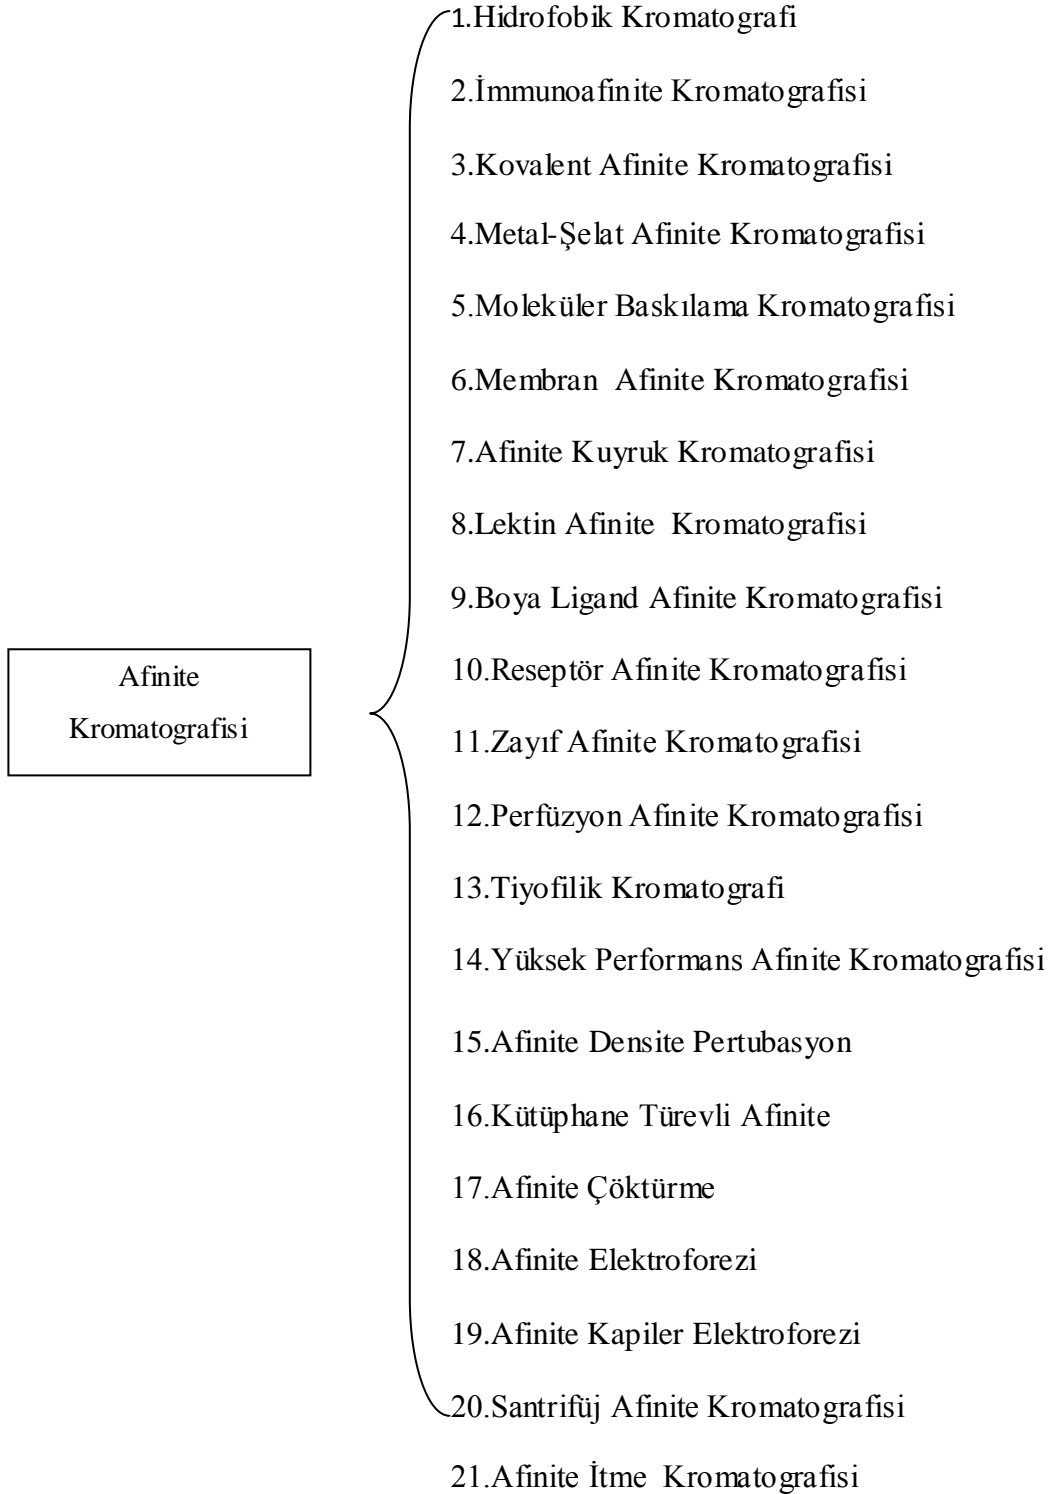 1.Hidrofobik Kromatografi
2.İmmunoafinite Kromatografisi
3.Kovalent Afinite Kromatografisi
4.Metal-Şelat Afinite Kromatografisi
5.Moleküler Baskılama Kromatografisi
6.Membran Afinite Kromatografisi
7.Afinite Kuyruk Kromatografisi
8.Lektin Afinite Kromatografisi
9.Boya Ligand Afinite Kromatografisi
Afinite
Kromatografisi
10.Reseptör Afinite Kromatografisi
11.Zayıf Afinite Kromatografisi
12.Perfüzyon Afinite Kromatografisi
13.Tiyofilik Kromatografi
14.Yüksek Performans Afinite Kromatografisi
15.Afinite Densite Pertubasyon
16.Kütüphane Türevli Afinite
17.Afinite Çöktürme
18.Afinite Elektroforezi
19.Afinite Kapiler Elektroforezi
20.Santrifüj Afinite Kromatografisi
21.Afinite İtme Kromatografisi